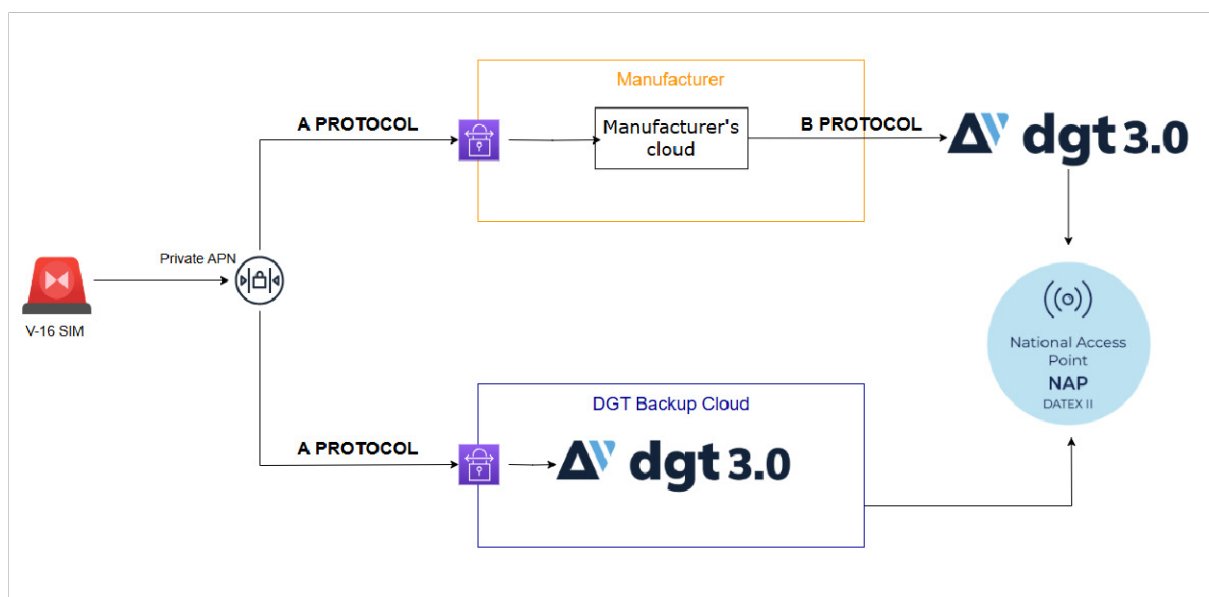 Manufacturer
A PROTOCOL
Manufacturer's
cloud
B PROTOCOL
dgt 3.0
Private APN
V-16 SIM
National Access
Point
NAP
DATEX II
DGT Backup Cloud
A PROTOCOL
dgt 3.0